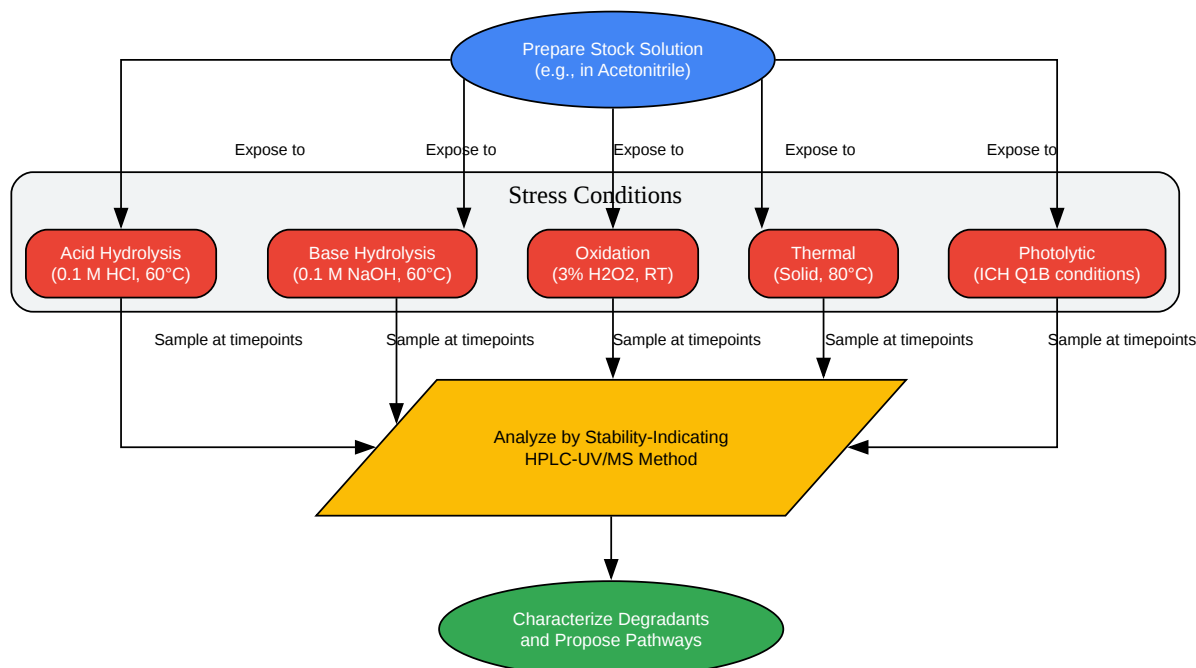 Prepare Stock Solution
(e.g., in Acetonitrile)
Expose to
Expose to
Expose to
Expose to
Expose to
Stress Conditions
Acid Hydrolysis
(0.1 M HCl, 60°C)
Base Hydrolysis
(0.1 M NaOH, 60°C)
Oxidation
(3% H2O2, RT)
Thermal
(Solid, 80°C)
Photolytic
(ICH Q1B conditions)
Sample at timepoints
Sample at timepoints
Sample at timepoints
Sample at timepoints
Sample at timepoints
Analyze by Stability-Indicating
HPLC-UV/MS Method
Characterize Degradants
and Propose Pathways